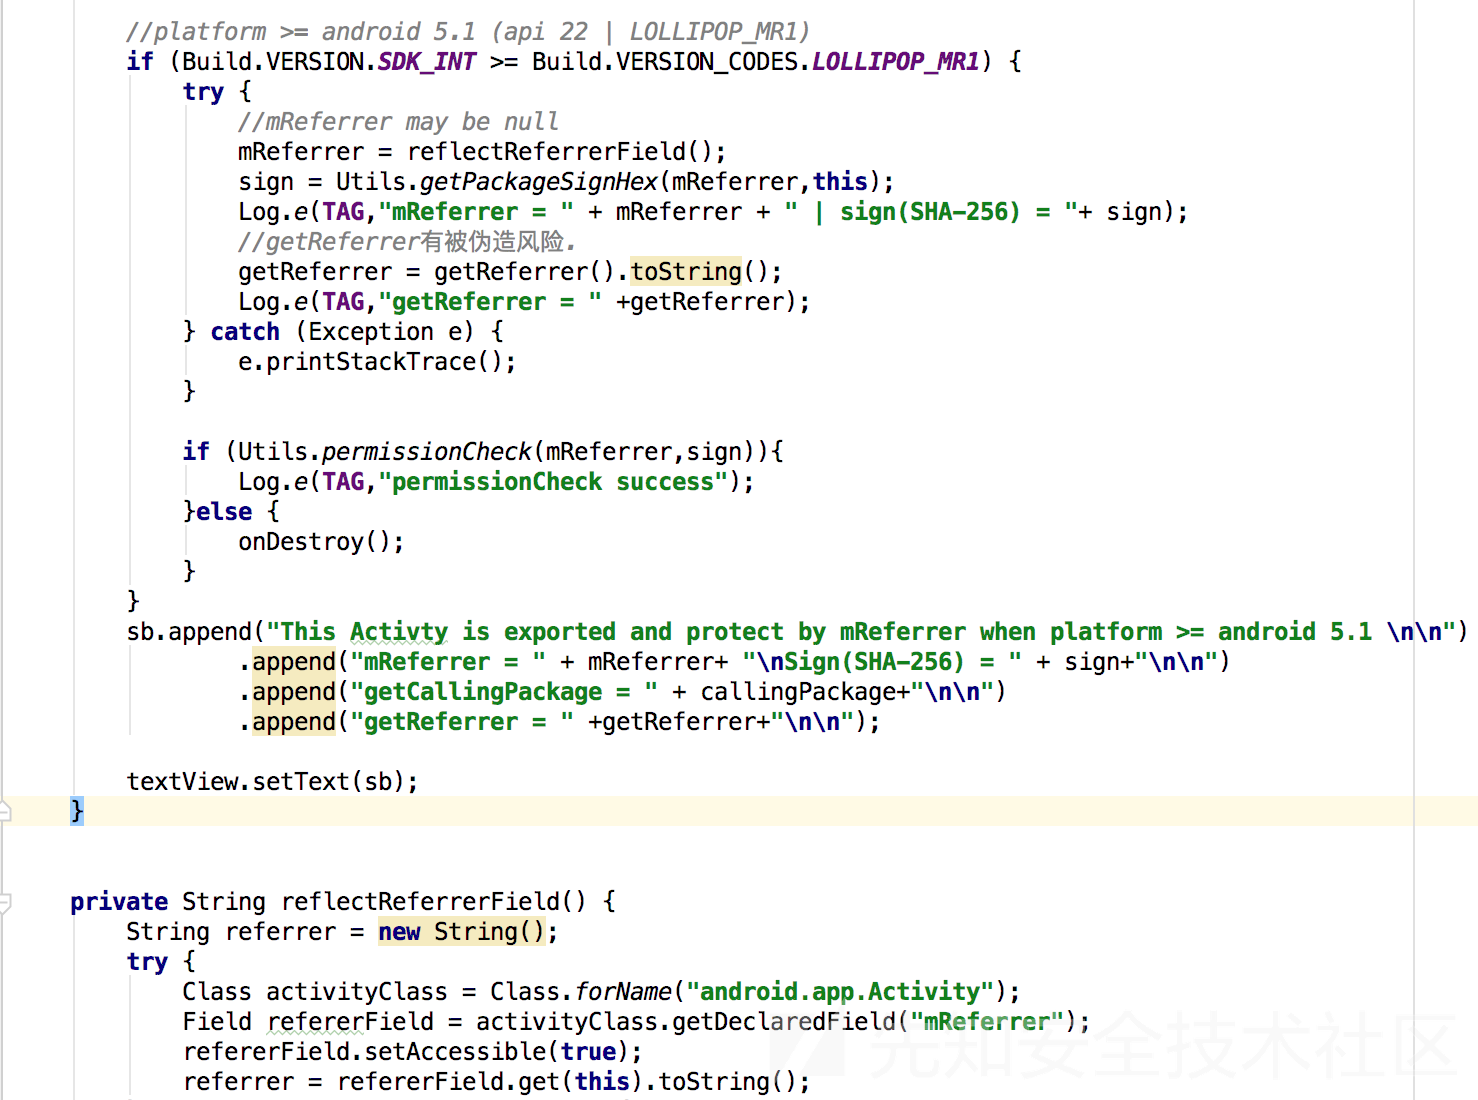 //platform >= android 5.1 (api 22 | LOLLIPOP_MR1)
if (Build.VERSION.SDK_INT >= Build.VERSION_CODES.LOLLIPOP_MR1) {
try {
//mReferrer may be null
mReferrer = reflectReferrerField();
sign = Utils.getPackageSignHex(mReferrer,this);
Log.e(TAG,"mReferrer = " + mReferrer + " | sign(SHA-256) = "+ sign);
//getReferrer有被伪造风险.
getReferrer = getReferrer().toString();
Log.e(TAG,"getReferrer = " +getReferrer);
} catch (Exception e) {
e.printStackTrace();
}
if (Utils.permissionCheck(mReferrer,sign)){
Log.e(TAG,"permissionCheck success");
}else {
onDestroy();
}
}
sb.append("This Activty is exported and protect by mReferrer when platform >= android 5.1 \n\n")
.append("mReferrer = " + mReferrer+ "\nSign(SHA-256) = " + sign+"\n\n")
.append("getCallingPackage = " + callingPackage+"\n\n")
.append("getReferrer = " +getReferrer+"\n\n");
textView.setText(sb);
}
private String reflectReferrerField() {
String referrer = new String();
try {
Class activityClass = Class.forName("android.app.Activity");
Field refererField = activityClass.getDeclaredField("mReferrer");
refererField.setAccessible(true);
referrer = refererField.get(this).toString();
先知安全技术社区